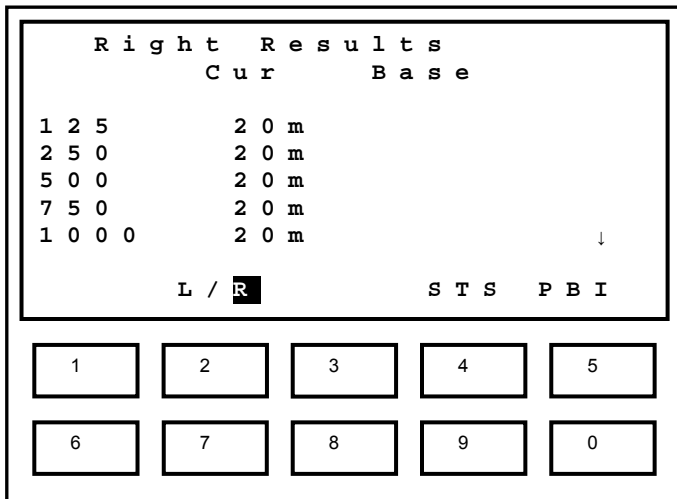 Right Results
Cur Base
125 20m
250 20m
500 20m
750 20m
1000 20m ↓
L/R STS PBI
1 2 3 4 5
6 7 8 9 0